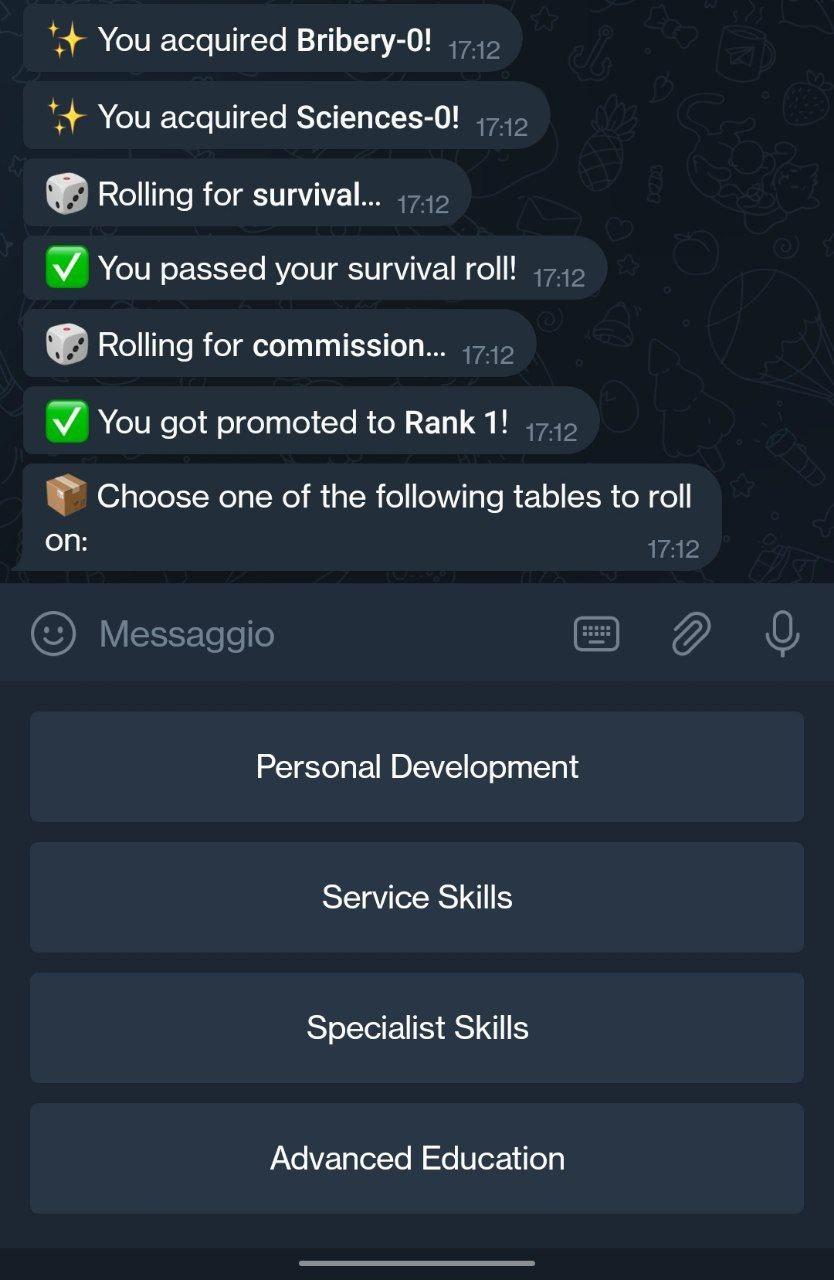 ✨ You acquired Bribery-0! 17:12
✨ You acquired Sciences-0! 17:12
🎲 Rolling for survival... 17:12
✅ You passed your survival roll! 17:12
🎲 Rolling for commission... 17:12
✅ You got promoted to Rank 1! 17:12
📦 Choose one of the following tables to roll
on: 17:12
Messaggio
Personal Development
Service Skills
Specialist Skills
Advanced Education